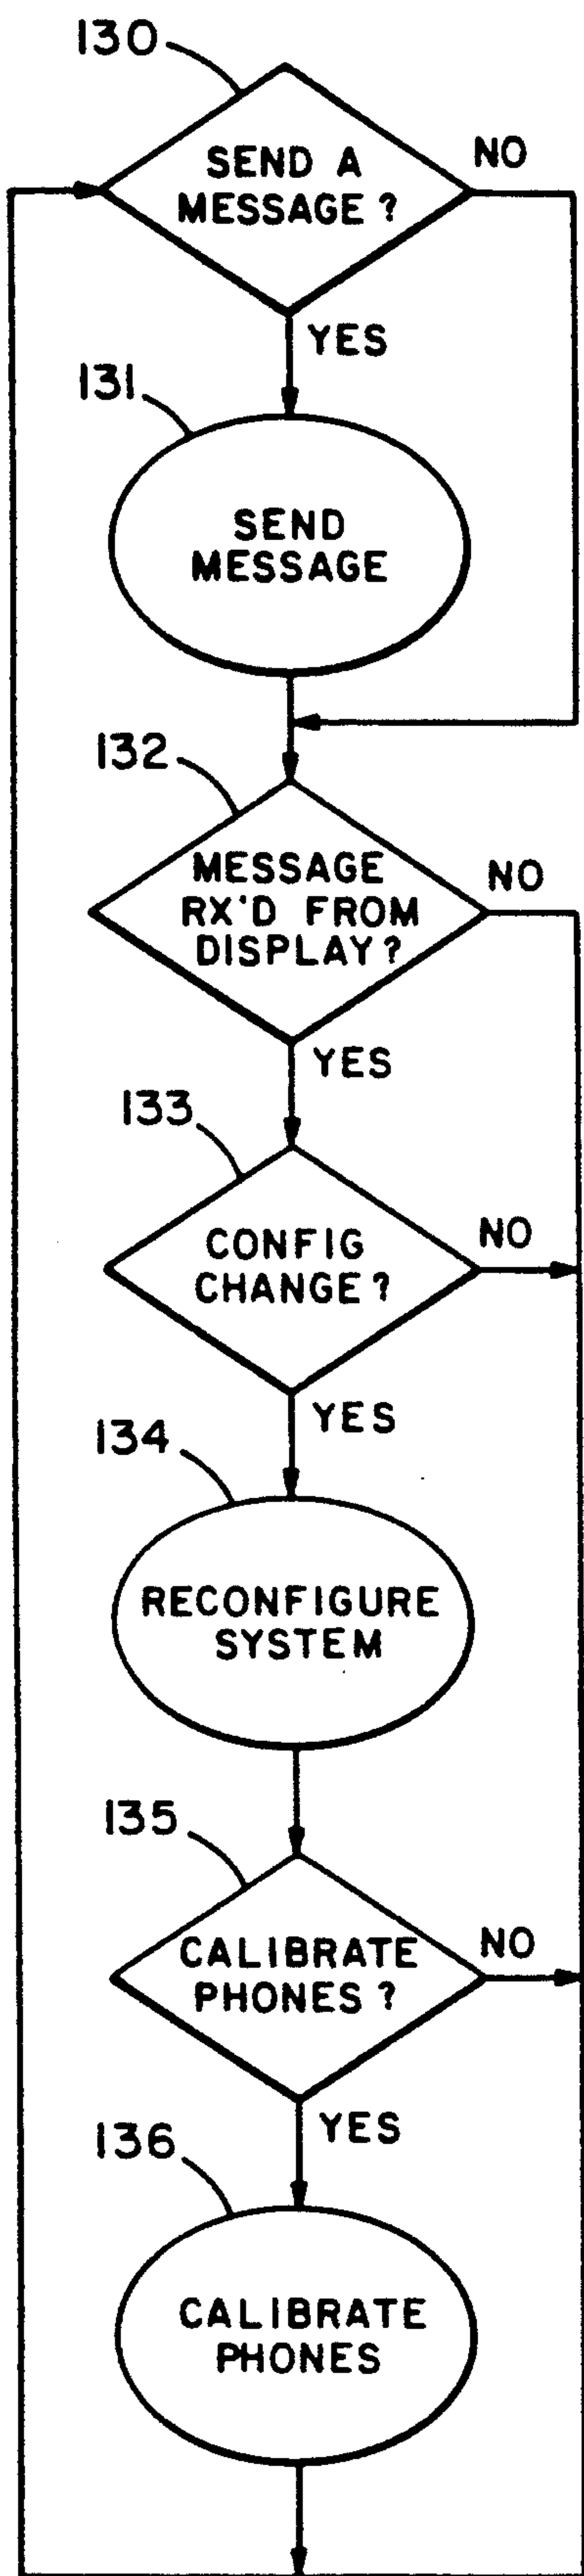 130
SEND A
MESSAGE ?
NO
YES
131
SEND
MESSAGE
132
MESSAGE
RX'D FROM
DISPLAY ?
NO
YES
133
CONFIG
CHANGE ?
NO
YES
134
RECONFIGURE
SYSTEM
135
CALIBRATE
PHONES ?
NO
YES
136
CALIBRATE
PHONES